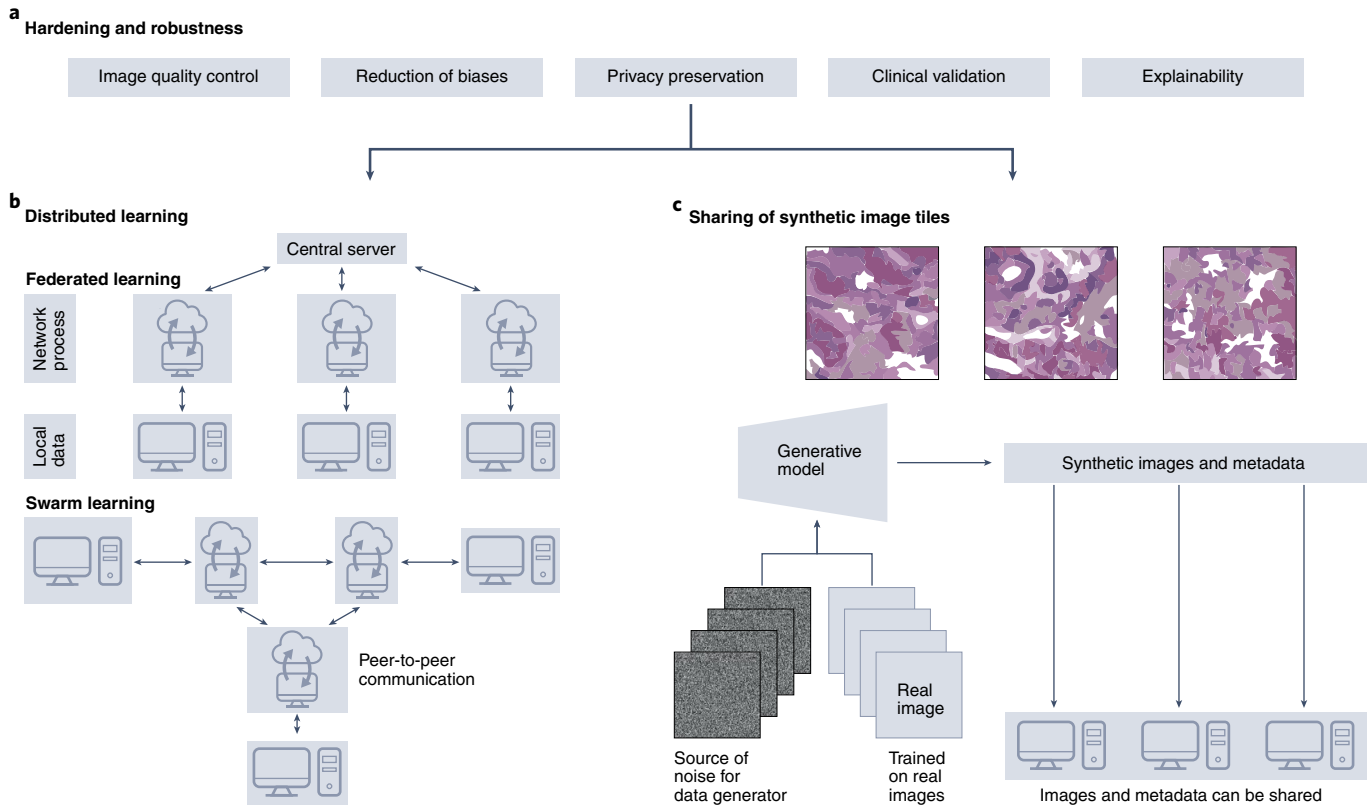 a
Hardening and robustness
Image quality control
Reduction of biases
Privacy preservation
Clinical validation
Explainability
b
Distributed learning
Central server
Federated learning
Network
process
Local
data
Swarm learning
Peer-to-peer
communication
c
Sharing of synthetic image tiles
Generative
model
Synthetic images and metadata
Real
image
Source of
noise for
data generator
Trained
on real
images
Images and metadata can be shared